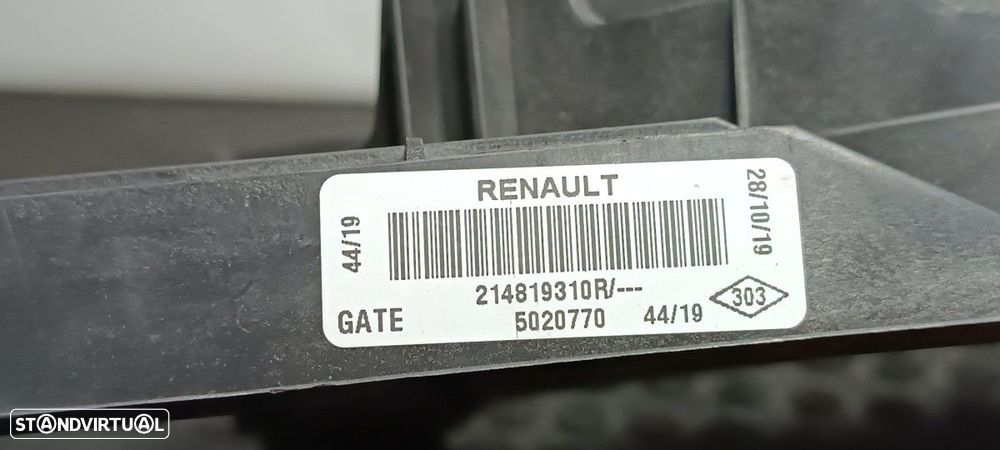 RENAULT
44/19
28/10/19
214819310R/---
303
GATE
5020770
44/19
STANDVIRTUAL